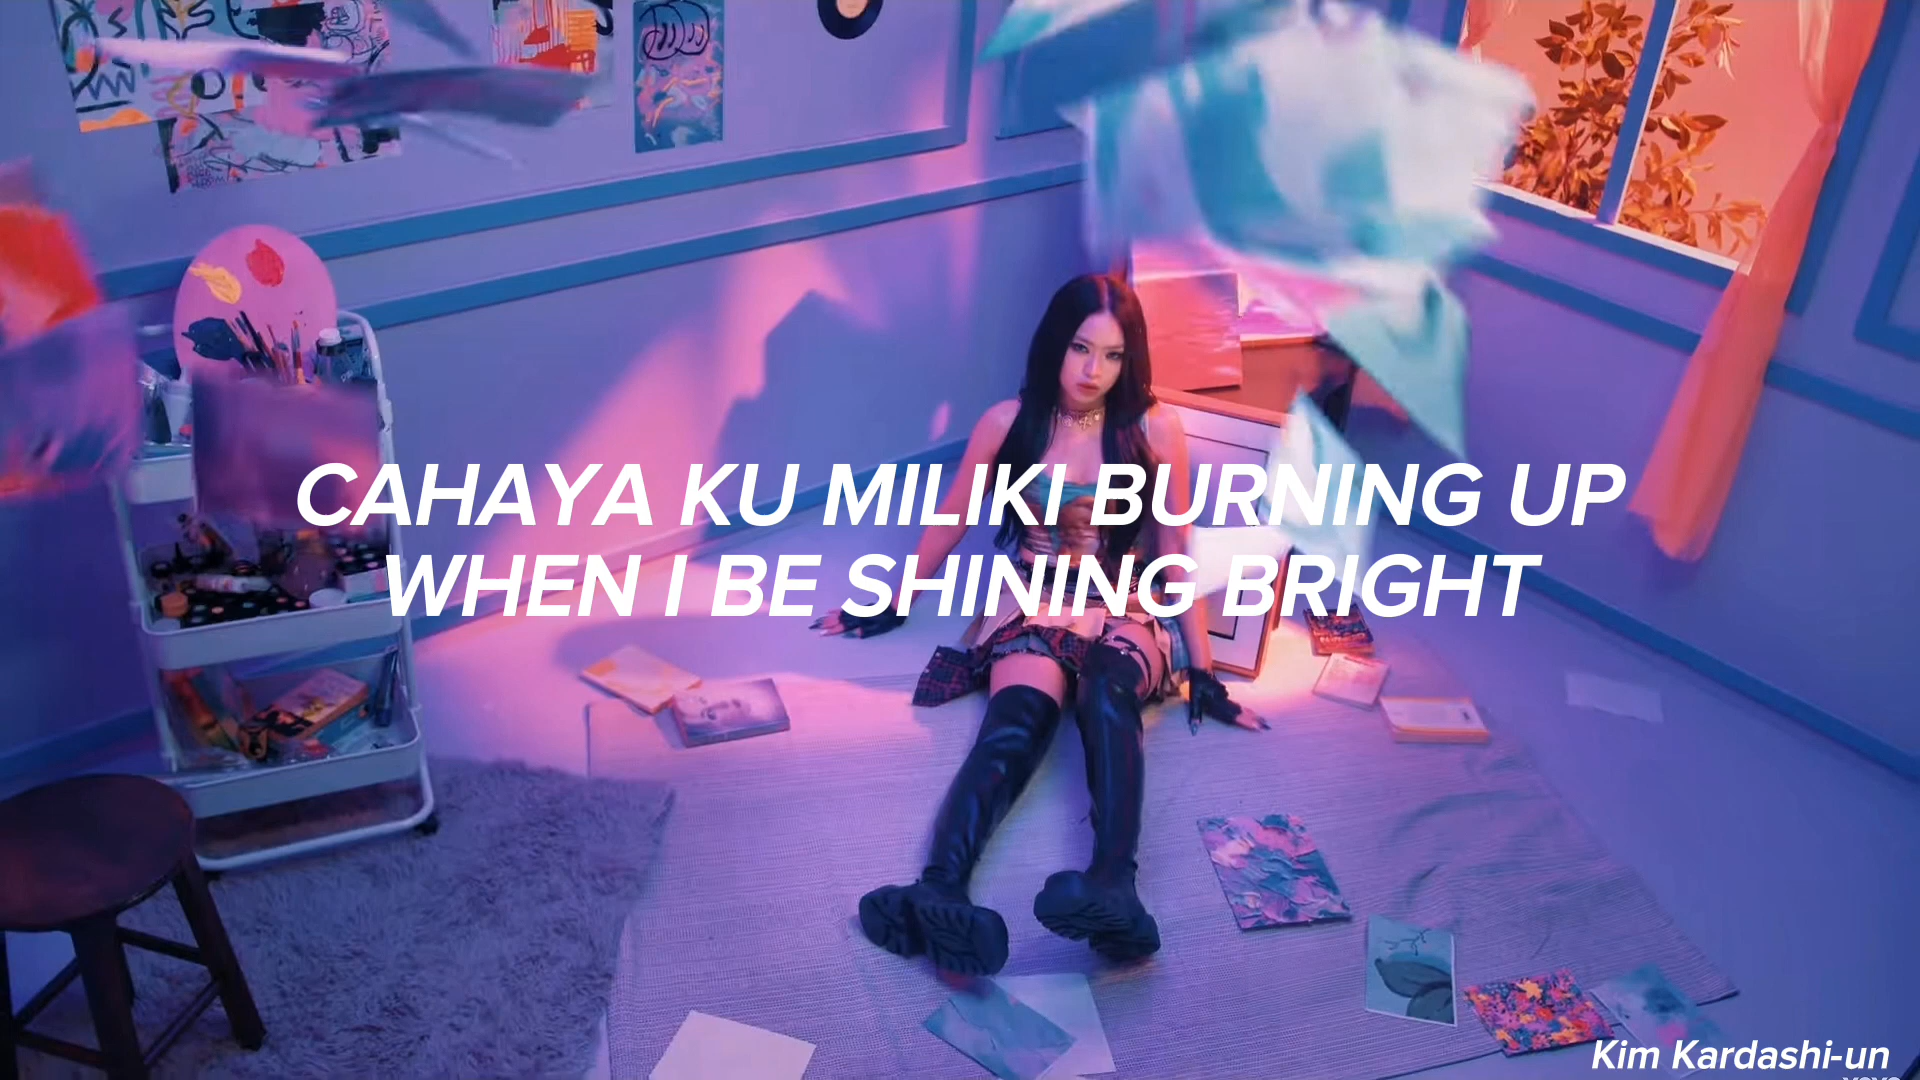 CAHAYA KU MILIKI BURNING UP
WHEN I BE SHINING BRIGHT
Kim Kardashi-un